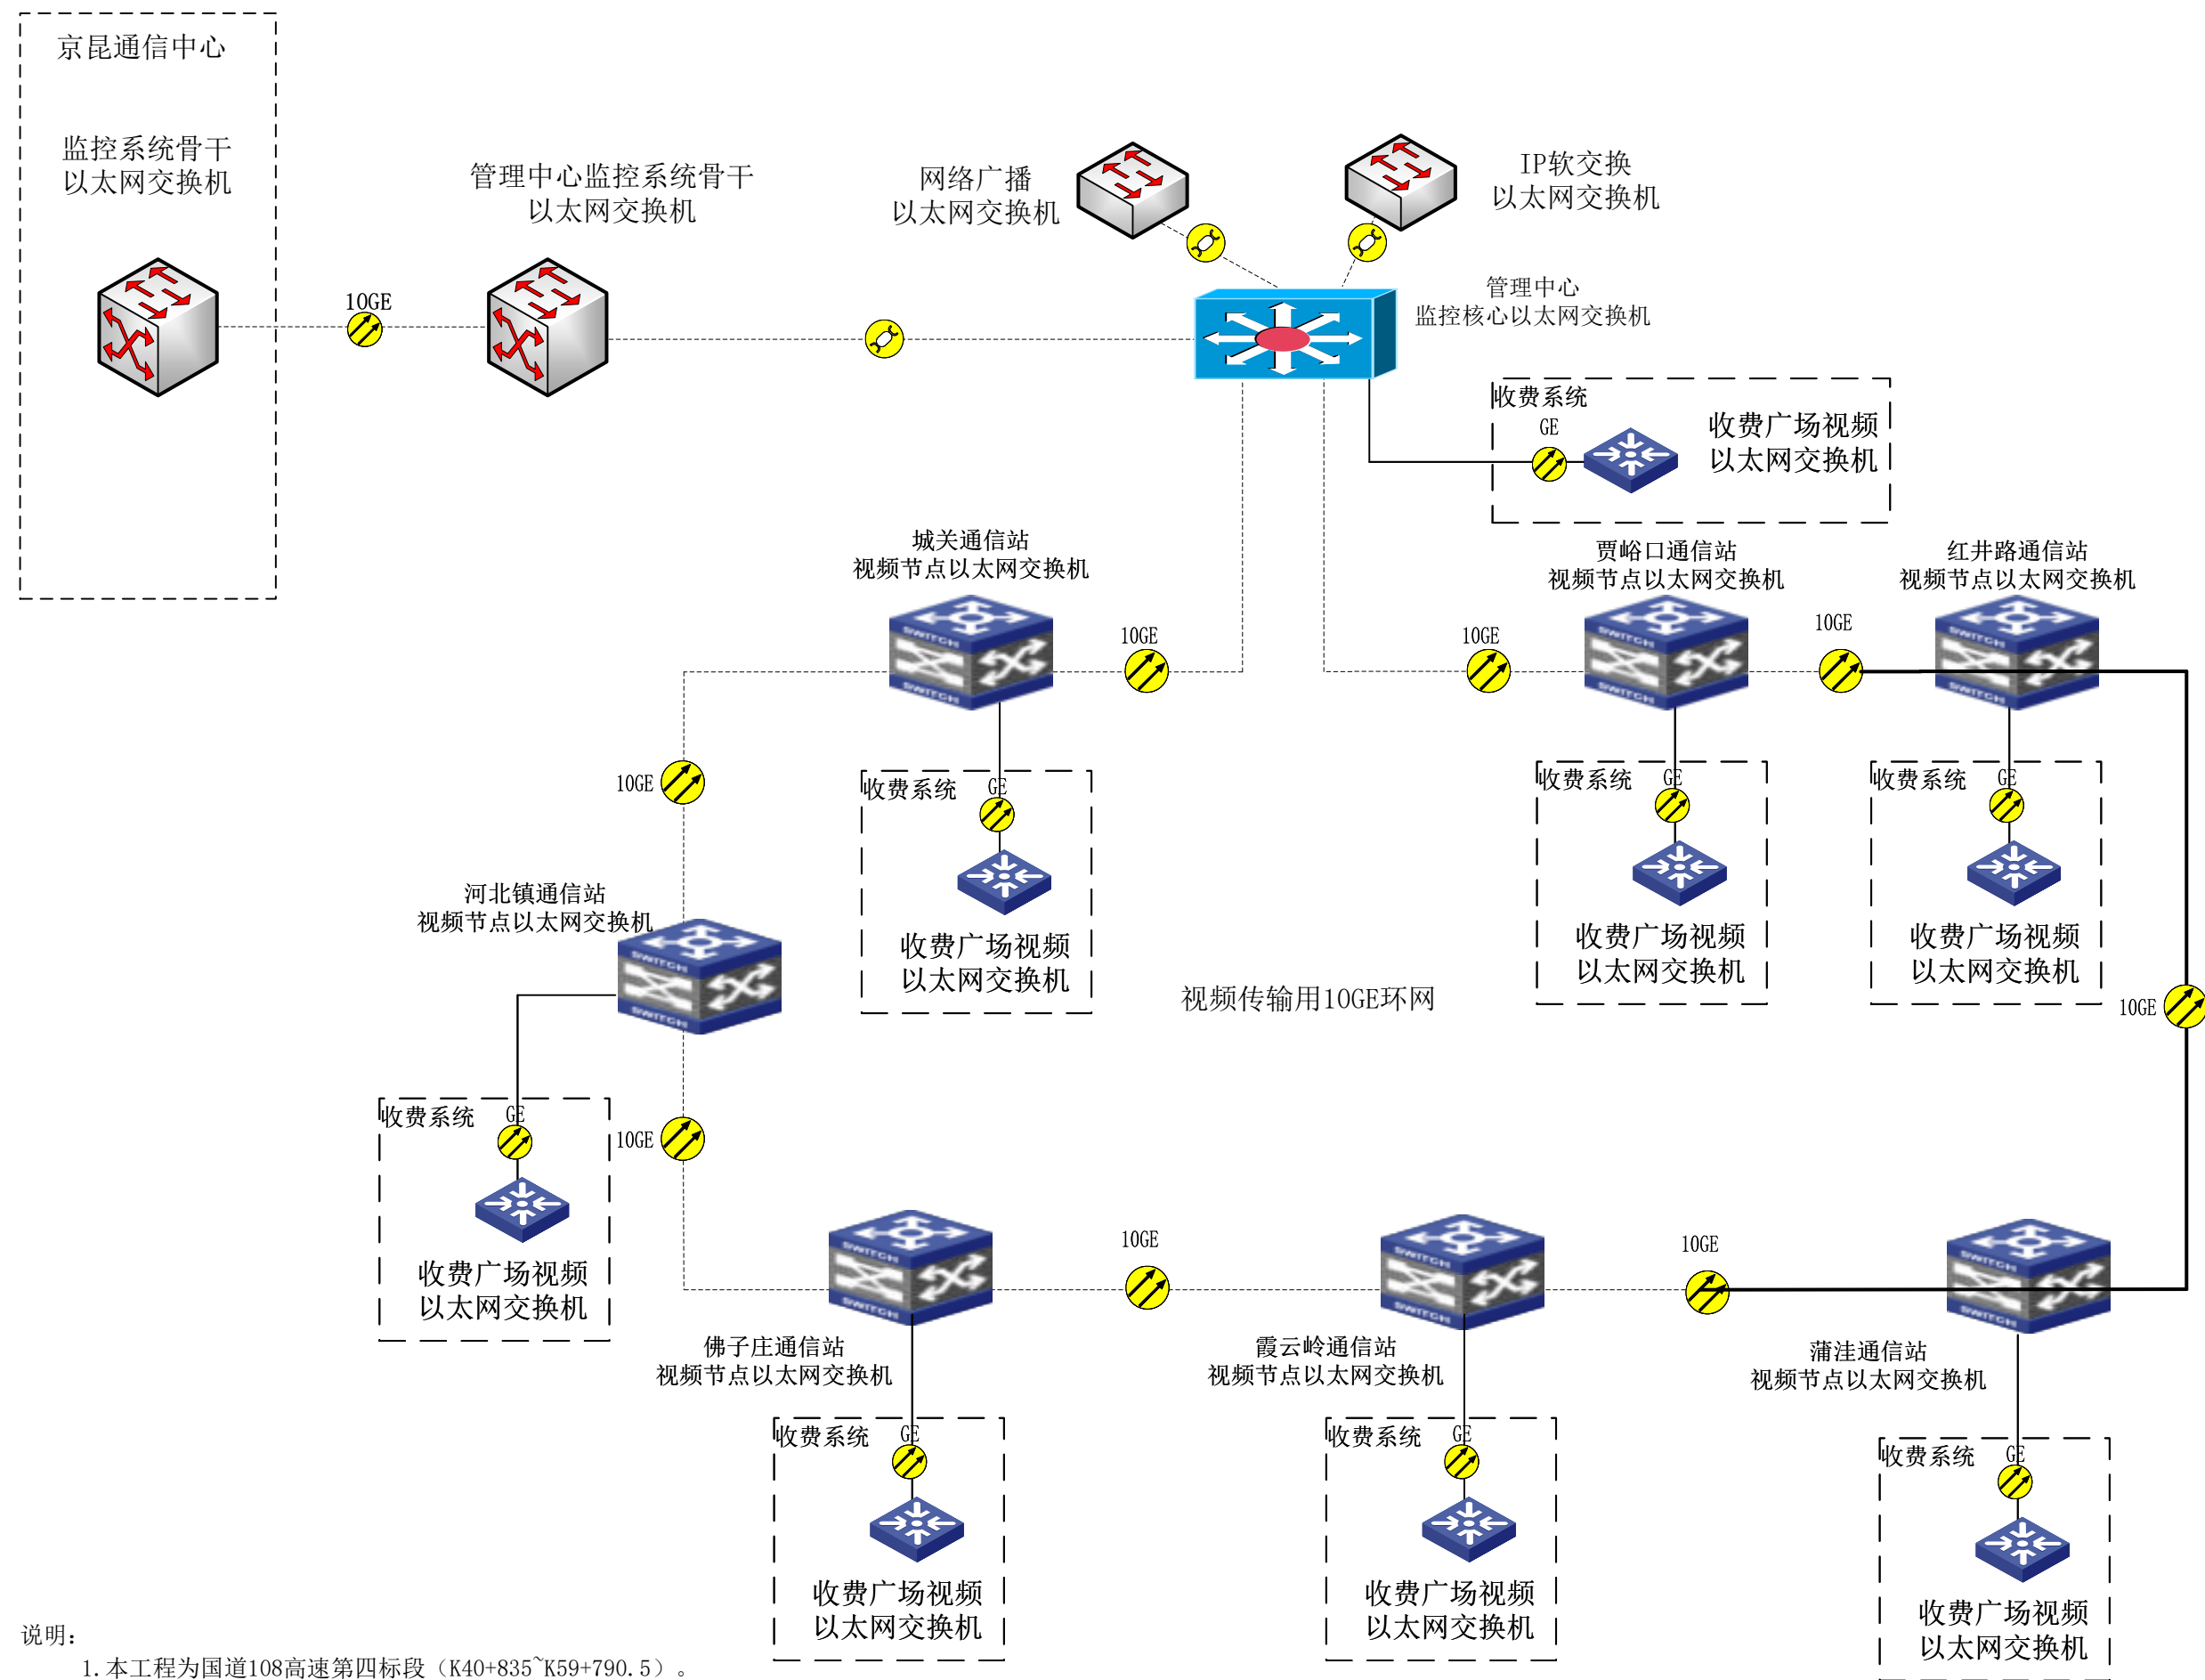 京昆通信中心
监控系统骨干
以太网交换机
管理中心监控系统骨干
以太网交换机
网络广播
以太网交换机
IP软交换
以太网交换机
10GE
管理中心
监控核心以太网交换机
收费系统
GE
收费广场视频
以太网交换机
城关通信站
视频节点以太网交换机
贾峪口通信站
视频节点以太网交换机
红井路通信站
视频节点以太网交换机
SWITCH
SWITCH
SWITCH
SWITCH
SWITCH
SWITCH
10GE
10GE
10GE
10GE
收费系统
GE
收费广场视频
以太网交换机
收费系统
GE
收费广场视频
以太网交换机
收费系统
GE
收费广场视频
以太网交换机
河北镇通信站
视频节点以太网交换机
SWITCH
SWITCH
视频传输用10GE环网
10GE
收费系统
GE
收费广场视频
以太网交换机
10GE
SWITCH
SWITCH
10GE
SWITCH
SWITCH
10GE
SWITCH
SWITCH
佛子庄通信站
视频节点以太网交换机
霞云岭通信站
视频节点以太网交换机
蒲洼通信站
视频节点以太网交换机
收费系统
GE
收费广场视频
以太网交换机
收费系统
GE
收费广场视频
以太网交换机
收费系统
GE
收费广场视频
以太网交换机
说明：
1.本工程为国道108高速第四标段（K40+835~K59+790.5）。